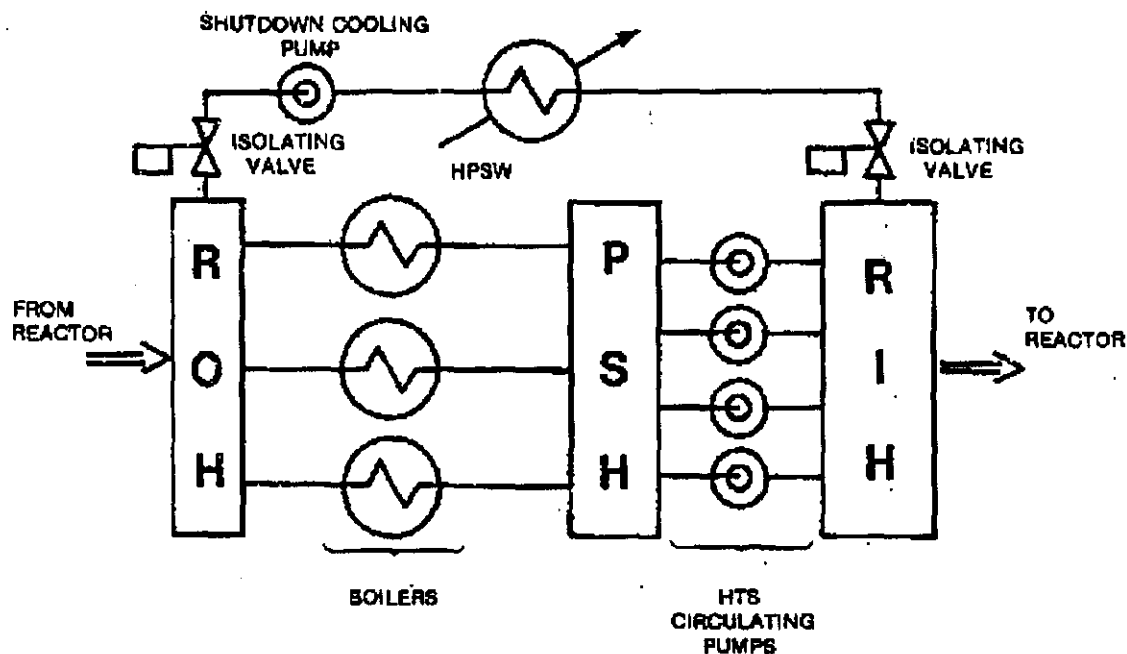 SHUTDOWN COOLING
PUMP
ISOLATING
VALVE
HPSW
ISOLATING
VALVE
FROM
REACTOR
R
O
H
P
S
H
R
I
H
TO
REACTOR
BOILERS
HTS
CIRCULATING
PUMPS